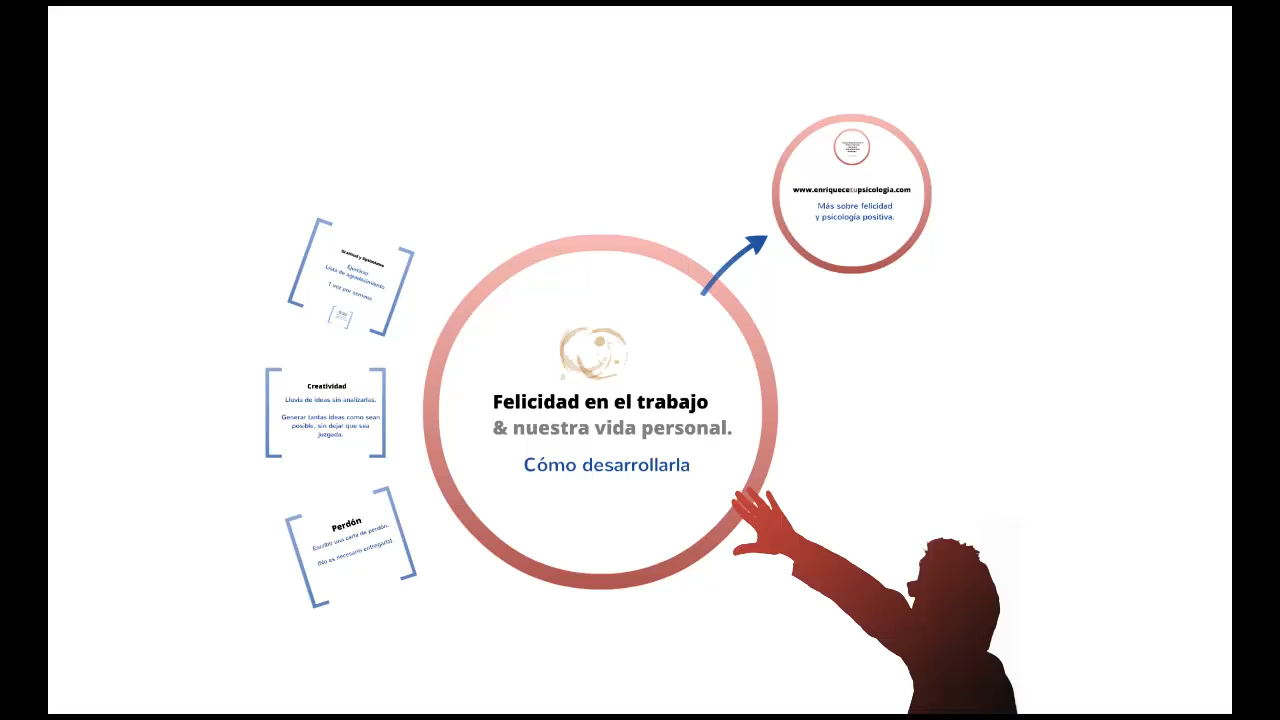 Felicidad en el trabajo
& nuestra vida personal.
Cómo desarrollarla
www.enriquecetupsicologia.com
Más sobre felicidad
y psicología positiva.
Gratitud y Optimismo
Ejercicio
Lista de agradecimiento.
1 vez por semana.
Creatividad
Lluvia de ideas sin analizarlas.
Generar tantas ideas como sean
posible, sin dejar que sea
juzgada.
Perdón
Escribir una carta de perdón.
(No es necesario entregarla).